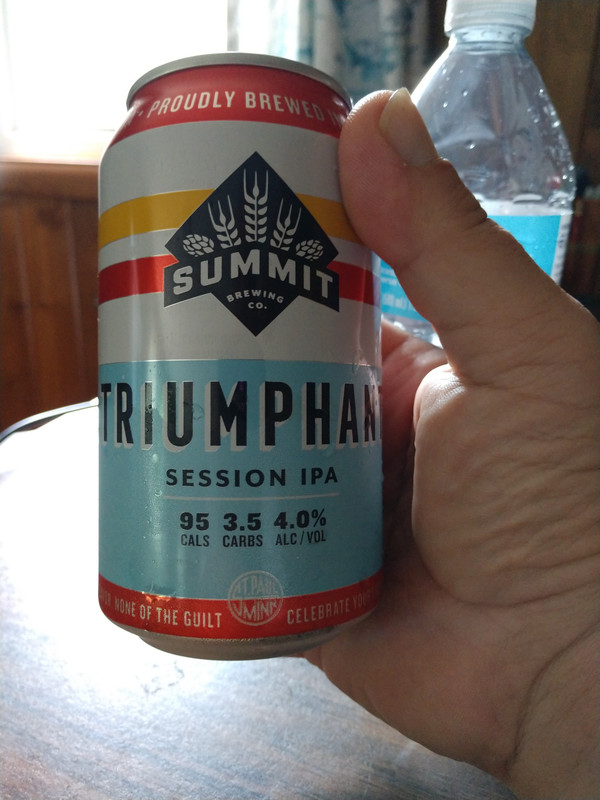 PROUDLY BREWED
SUMMIT
BREWING
CO.
TRIUMPHANT
SESSION IPA
95 3.5 4.0%
CALS CARBS ALC/VOL
ST. PAUL
MINN
NONE OF THE GUILT
CELEBRATE